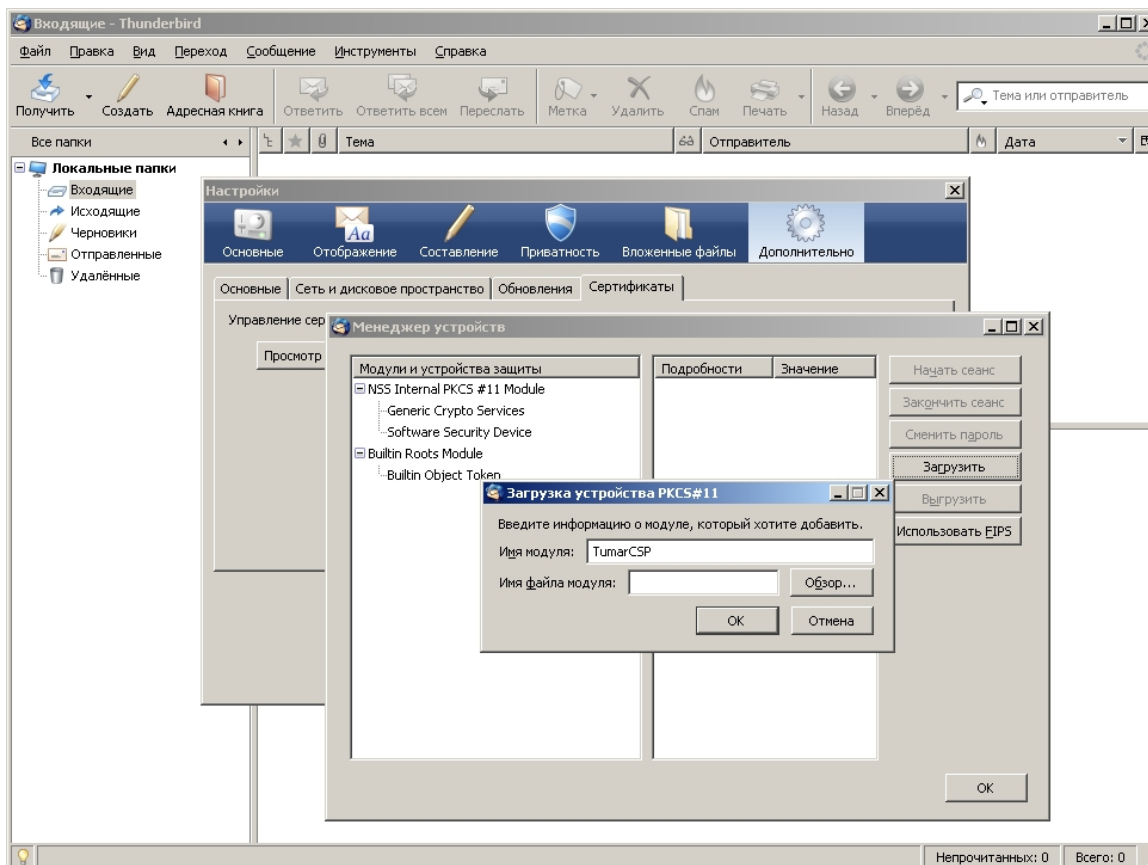 Входящие - Thunderbird
Файл Правка Вид Переход Сообщение Инструменты Справка
Получить Создать Адресная книга Ответить Ответить всем Переслать Метка Удалить Спам Печать Назад Вперёд Тема или отправитель
Все папки Тема Отправитель Дата
Локальные папки
Входящие
Исходящие
Черновики
Отправленные
Удалённые
Настройки
Основные Отображение Составление Приватность Вложенные файлы Дополнительно
Основные Сеть и дисковое пространство Обновления Сертификаты
Управление сер
Просмотр
Менеджер устройств
Модули и устройства защиты Подробности Значение
NSS Internal PKCS #11 Module
Generic Crypto Services
Software Security Device
Builtin Roots Module
Builtin Object Token
Начать сеанс
Закончить сеанс
Сменить пароль
Загрузить
Выгрузить
Использовать FIPS
Загрузка устройства PKCS#11
Введите информацию о модуле, который хотите добавить.
Имя модуля: TumarCSP
Имя файла модуля: Обзор...
OK Отмена
OK
Непрочитанных: 0 Всего: 0